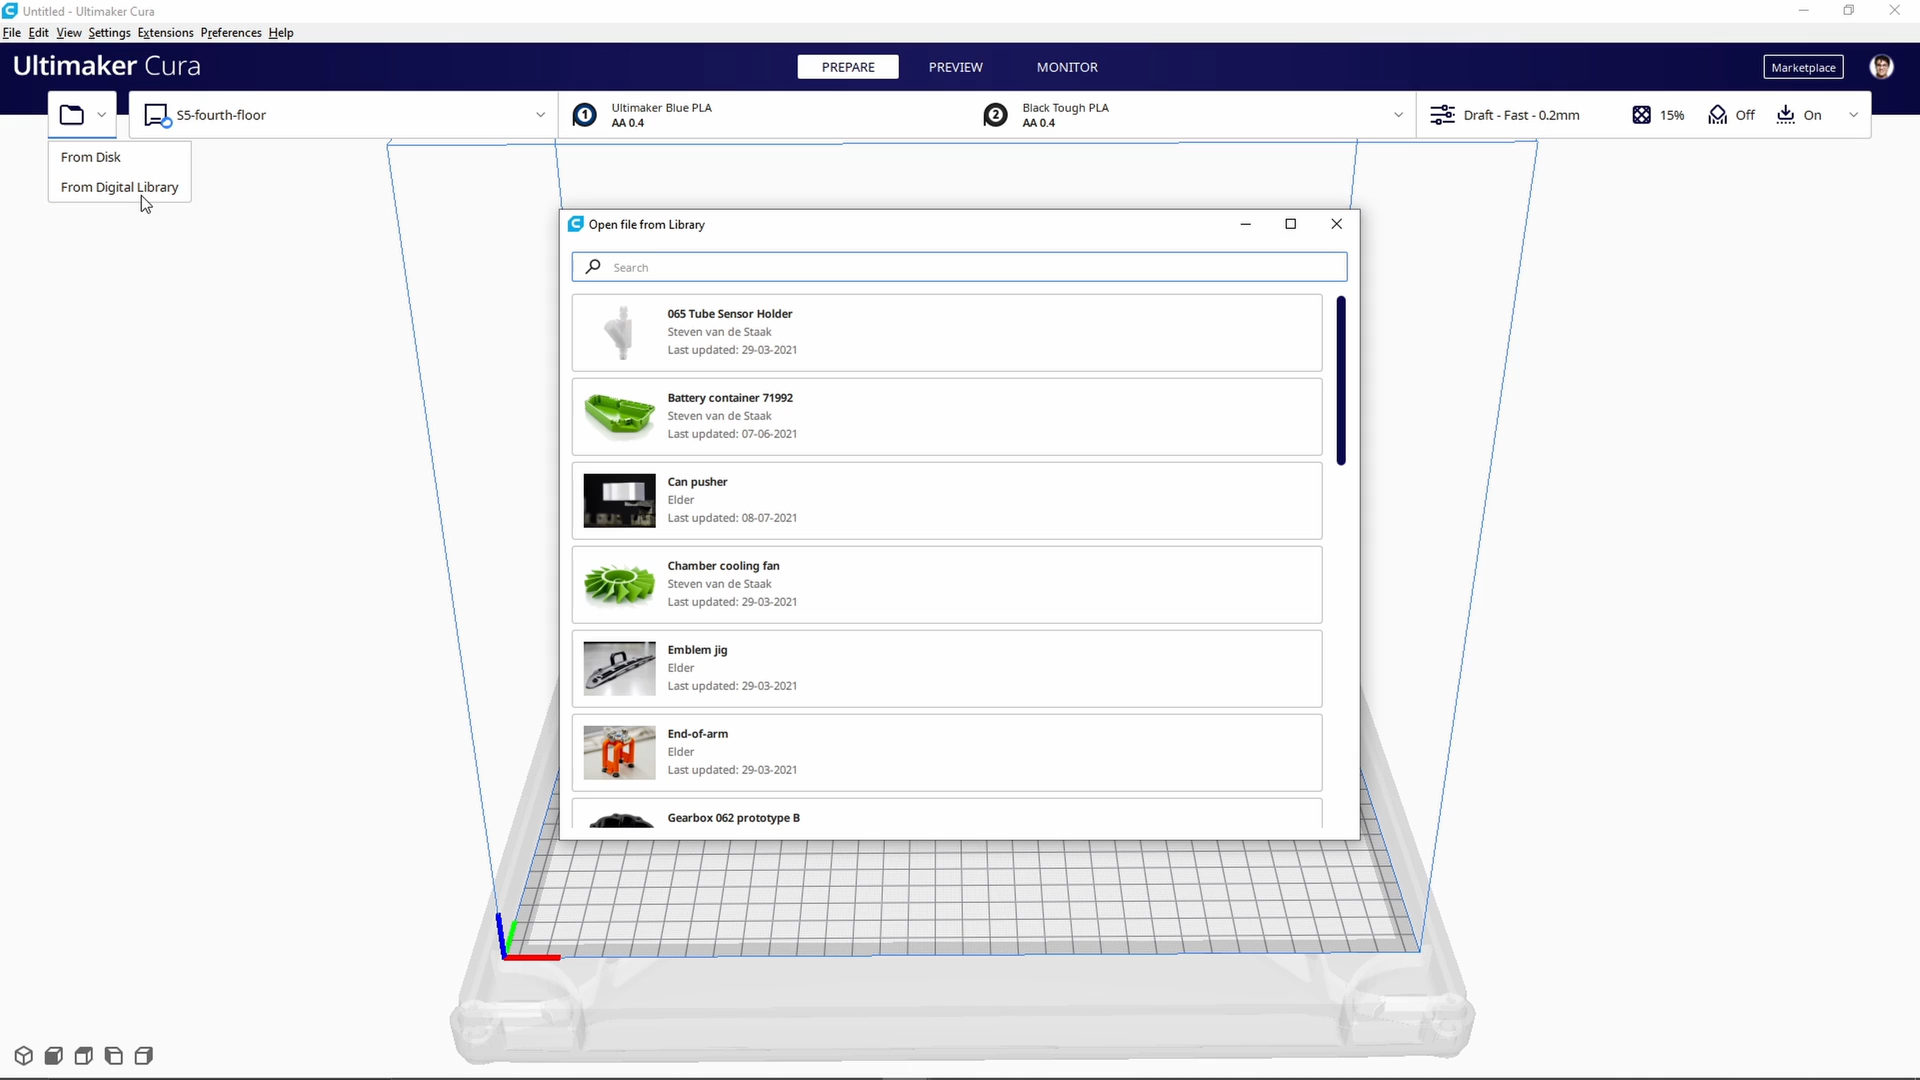 Untitled - Ultimaker Cura
File Edit View Settings Extensions Preferences Help
Ultimaker Cura
PREPARE
PREVIEW
MONITOR
Marketplace
S5-fourth-floor
1
Ultimaker Blue PLA
AA 0.4
2
Black Tough PLA
AA 0.4
Draft - Fast - 0.2mm
15%
Off
On
From Disk
From Digital Library
Open file from Library
Search
065 Tube Sensor Holder
Steven van de Staak
Last updated: 29-03-2021
Battery container 71992
Steven van de Staak
Last updated: 07-06-2021
Can pusher
Elder
Last updated: 08-07-2021
Chamber cooling fan
Steven van de Staak
Last updated: 29-03-2021
Emblem jig
Elder
Last updated: 29-03-2021
End-of-arm
Elder
Last updated: 29-03-2021
Gearbox 062 prototype B